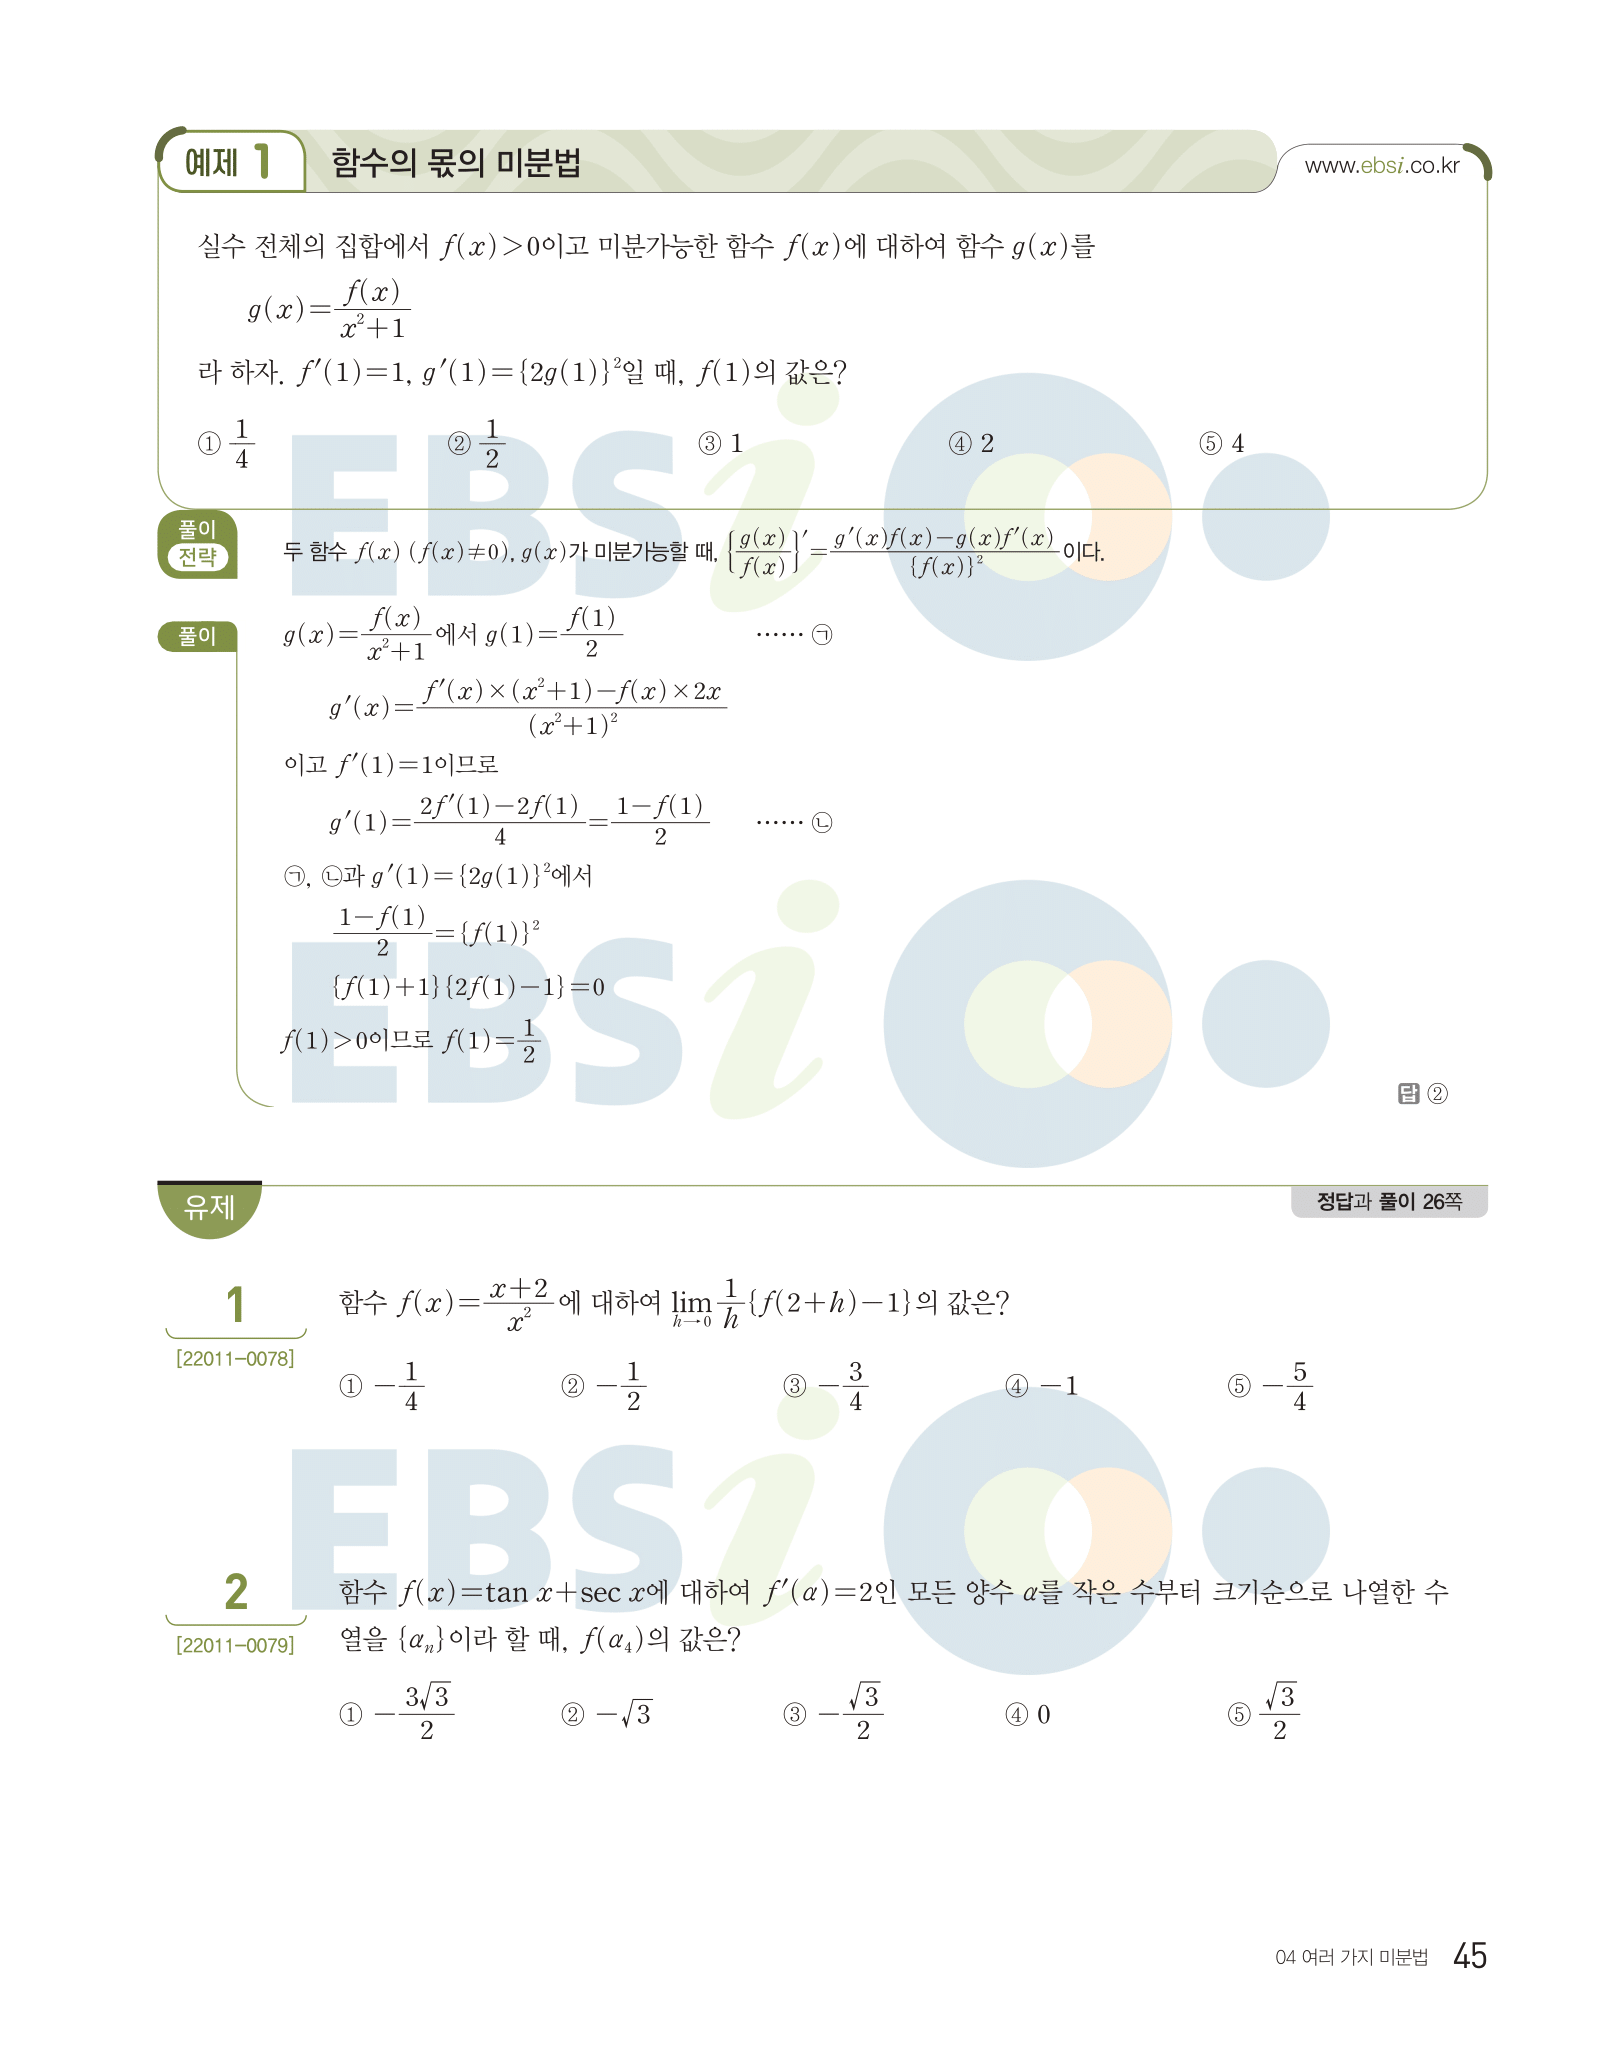 예제 1 함수의 몫의 미분법 www.ebsi.co.kr
실수 전체의 집합에서 f(x)>0이고 미분가능한 함수 f(x)에 대하여 함수 g(x)를
g(x)=\frac{f(x)}{x^2+1}
라 하자. f'(1)=1, g'(1)={2g(1)}^2일 때, f(1)의 값은?
① \frac{1}{4} ② \frac{1}{2} ③ 1 ④ 2 ⑤ 4
풀이 전략 두 함수 f(x) (f(x)≠0), g(x)가 미분가능할 때, {\frac{g(x)}{f(x)}}'=\frac{g'(x)f(x)-g(x)f'(x)}{{f(x)}^2}이다.
풀이 g(x)=\frac{f(x)}{x^2+1}에서 g(1)=\frac{f(1)}{2} …… ㉠
g'(x)=\frac{f'(x)×(x^2+1)-f(x)×2x}{(x^2+1)^2}
이고 f'(1)=1이므로
g'(1)=\frac{2f'(1)-2f(1)}{4}=\frac{1-f(1)}{2} …… ㉡
㉠, ㉡과 g'(1)={2g(1)}^2에서
\frac{1-f(1)}{2}={f(1)}^2
{f(1)+1}{2f(1)-1}=0
f(1)>0이므로 f(1)=\frac{1}{2}
답 ②
유제 정답과 풀이 26쪽
1 함수 f(x)=\frac{x+2}{x^2}에 대하여 \lim_{h→0}\frac{1}{h}{f(2+h)-1}의 값은?
[22011-0078]
① -\frac{1}{4} ② -\frac{1}{2} ③ -\frac{3}{4} ④ -1 ⑤ -\frac{5}{4}
2 함수 f(x)=tan x+sec x에 대하여 f'(α)=2인 모든 양수 α를 작은 수부터 크기순으로 나열한 수
[22011-0079] 열을 {α_n}이라 할 때, f(α_4)의 값은?
① -\frac{3√3}{2} ② -√3 ③ -\frac{√3}{2} ④ 0 ⑤ \frac{√3}{2}
EBSi
EBSi
EBSi
04 여러 가지 미분법 45